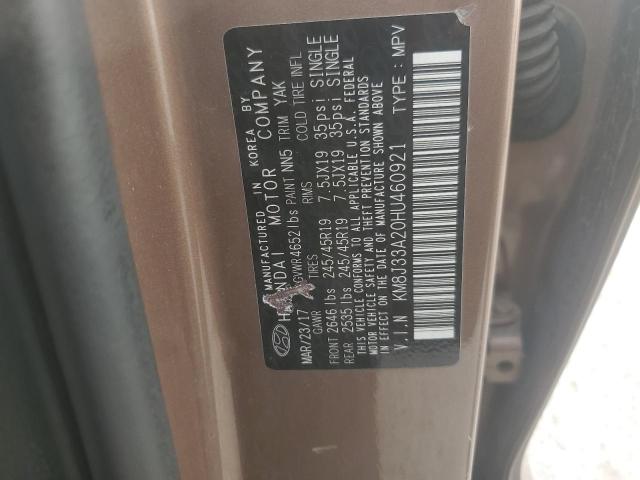 MANUFACTURED IN KOREA BY
HYUNDAI MOTOR COMPANY
MAR/23/17 GVWR4652lbs PAINT NN5 TRIM YAK
GAWR TIRES RIMS COLD TIRE INFL
FRONT 2646 lbs 245/45R19 7.5JX19 35psi SINGLE
REAR 2535 lbs 245/45R19 7.5JX19 35psi SINGLE
THIS VEHICLE CONFORMS TO ALL APPLICABLE U.S.A. FEDERAL
MOTOR VEHICLE SAFETY, AND THEFT PREVENTION STANDARDS
IN EFFECT ON THE DATE OF MANUFACTURE SHOWN ABOVE
V.I.N KM8J33A20HU460921 TYPE : MPV